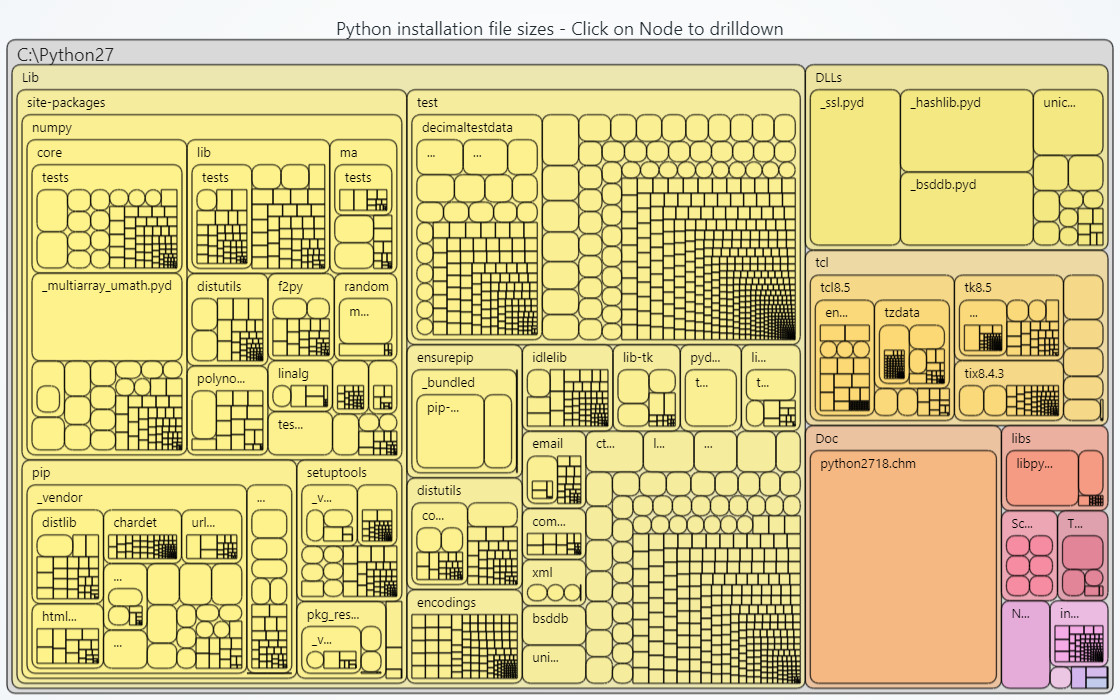 Python installation file sizes - Click on Node to drilldown
C:\Python27
Lib
site-packages
numpy
core
tests
_multiarray_umath.pyd
lib
tests
ma
tests
distutils
f2py
random
m...
polyno...
linalg
tes...
pip
_vendor
distlib
chardet
url...
...
html...
...
...
setuptools
_v...
pkg_res...
_v...
test
decimaltestdata
...
...
ensurepip
_bundled
pip-...
distutils
co...
encodings
idlelib
lib-tk
pyd...
t...
li...
t...
email
ct...
l...
...
com...
xml
bsddb
uni...
DLLs
_ssl.pyd
_hashlib.pyd
unic...
_bsddb.pyd
tcl
tcl8.5
en...
tzdata
tk8.5
...
tix8.4.3
Doc
python2718.chm
libs
libpy...
Sc...
T...
N...
in...